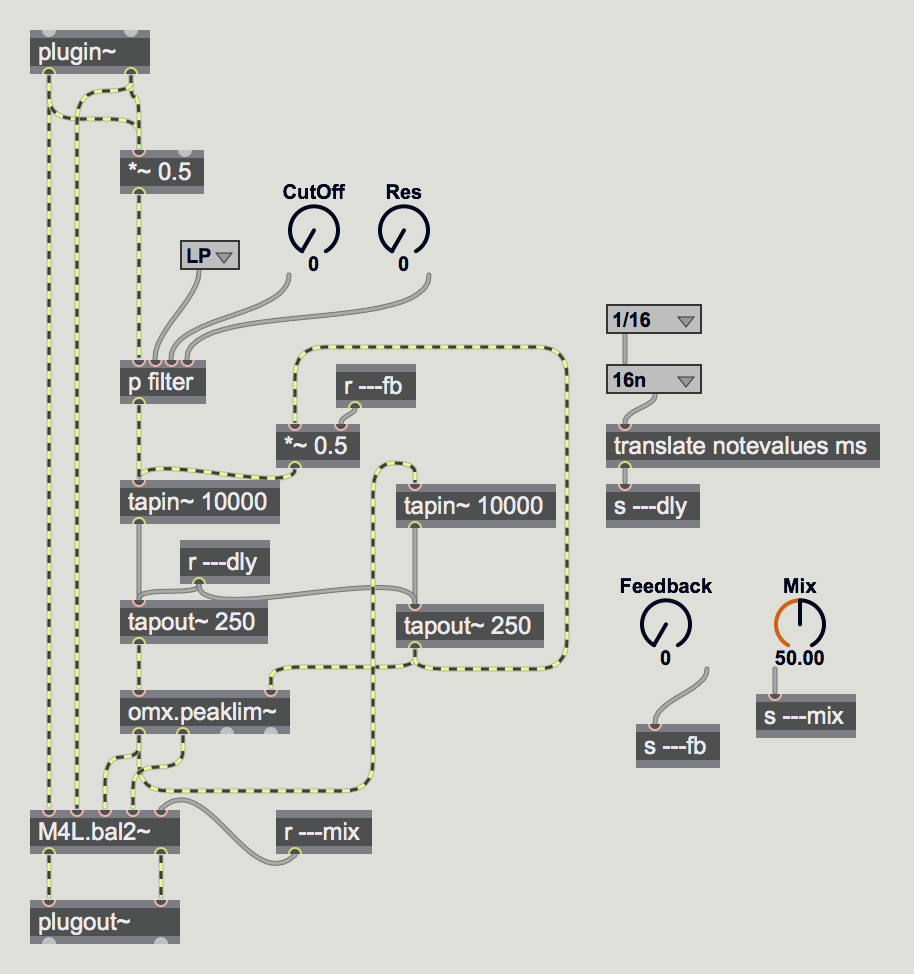 plugin~
*~ 0.5
CutOff
Res
0
0
LP
p filter
r ---fb
*~ 0.5
1/16
16n
translate notevalues ms
s ---dly
tapin~ 10000
tapin~ 10000
r ---dly
tapout~ 250
tapout~ 250
Feedback
Mix
0
50.00
omx.peaklim~
s ---fb
s ---mix
M4L.bal2~
r ---mix
plugout~